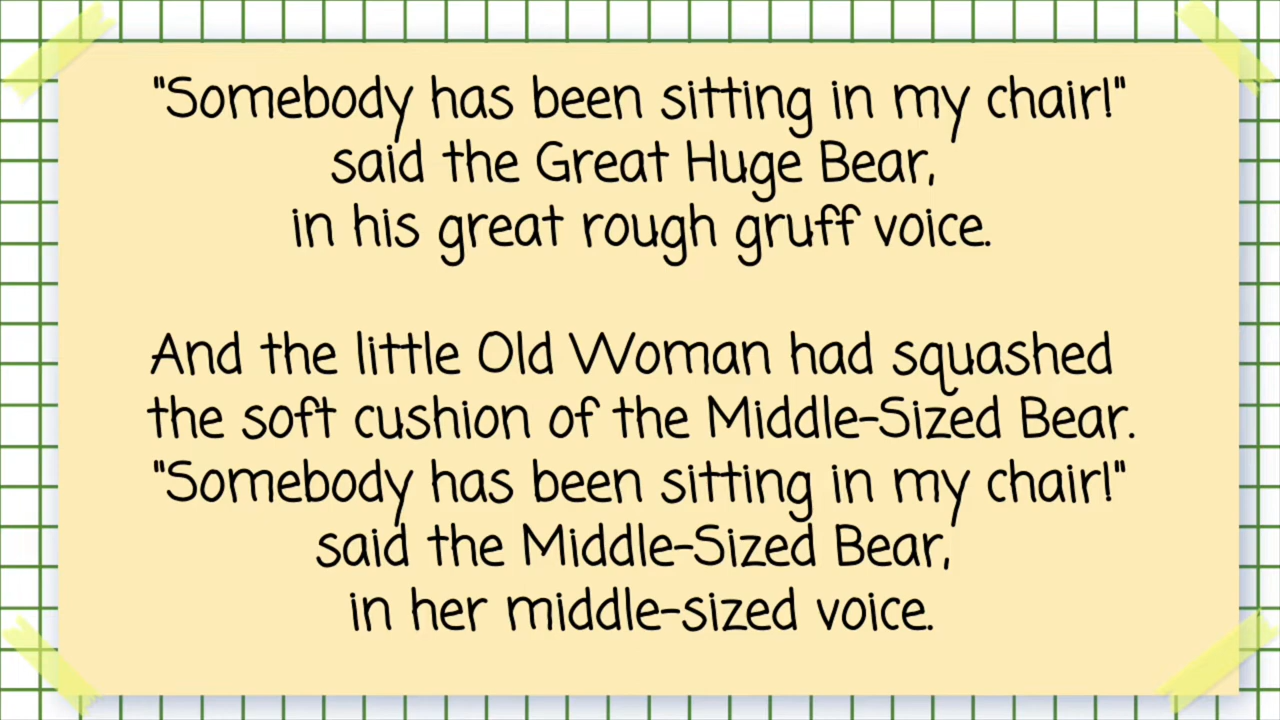 "Somebody has been sitting in my chair!"
said the Great Huge Bear,
in his great rough gruff voice.
And the little Old Woman had squashed
the soft cushion of the Middle-Sized Bear.
"Somebody has been sitting in my chair!"
said the Middle-Sized Bear,
in her middle-sized voice.